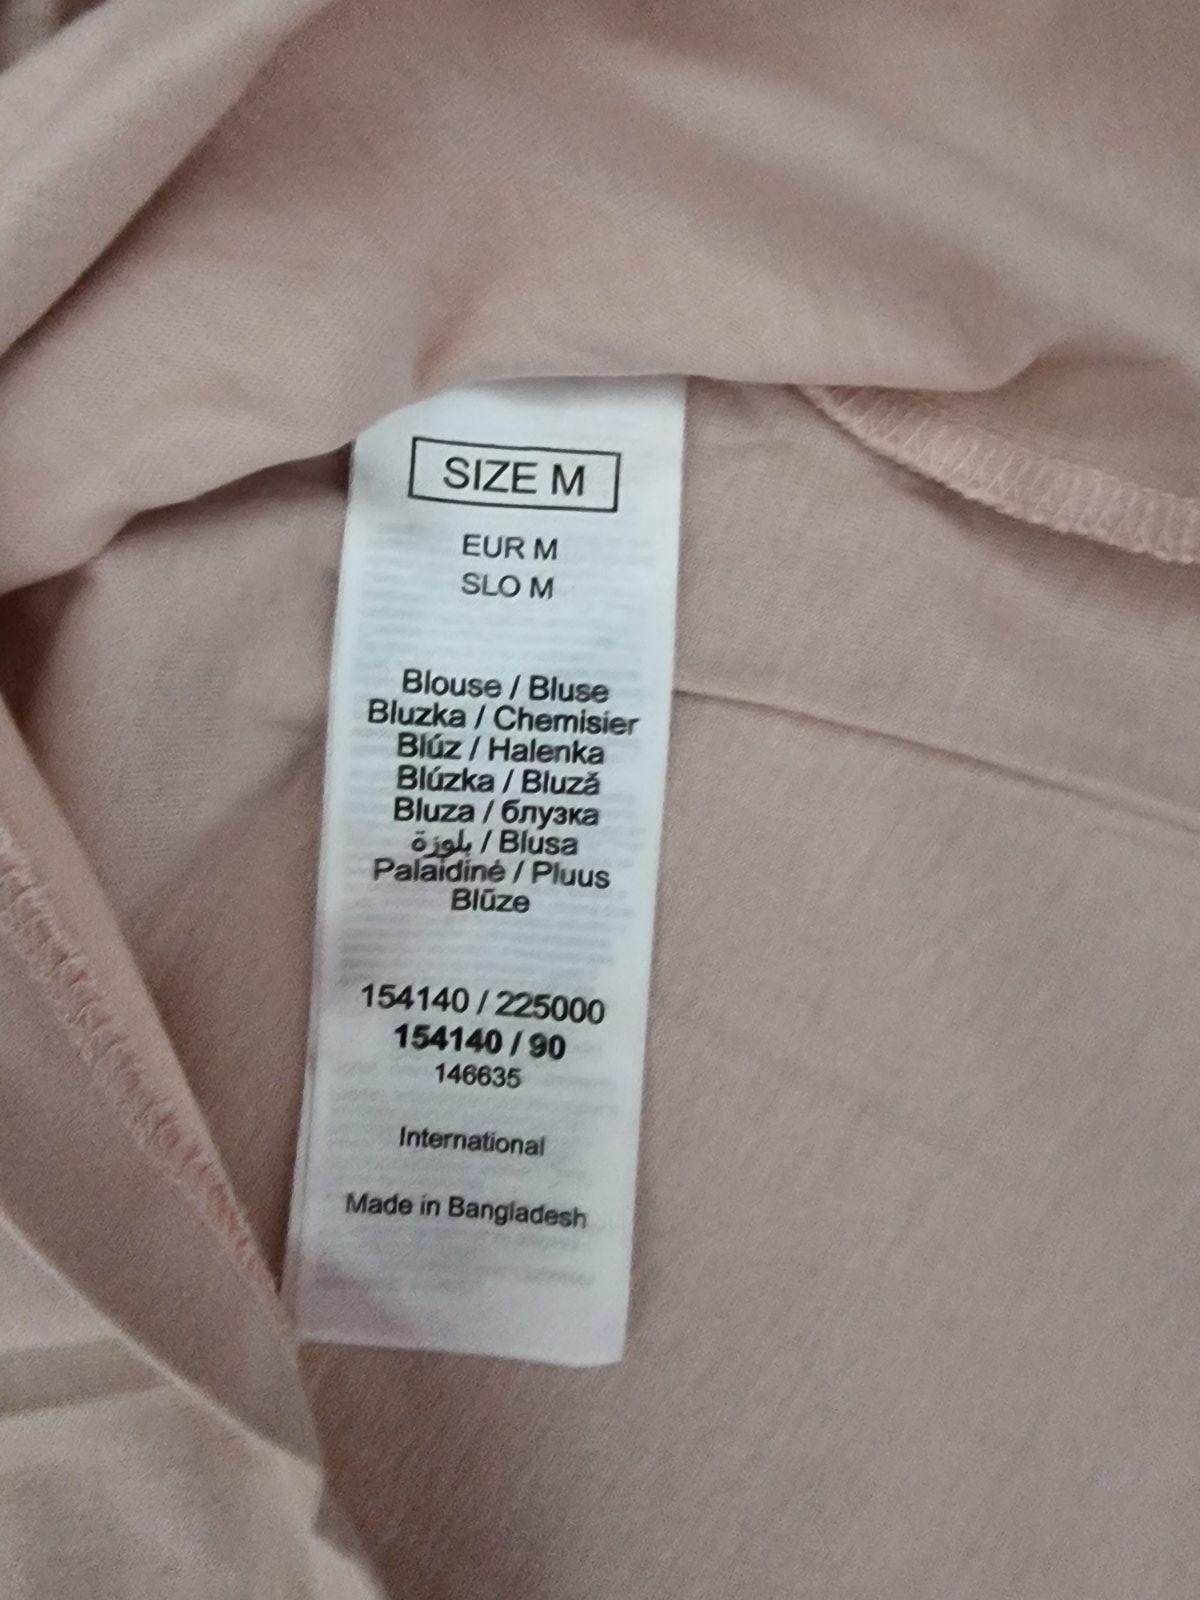 SIZE M
EUR M
SLO M
Blouse / Bluse
Bluzka / Chemisier
Blúz / Halenka
Blúzka / Bluză
Bluza / блузка
بلوزة / Blusa
Palaidinė / Pluus
Blūze
154140 / 225000
154140 / 90
146635
International
Made in Bangladesh